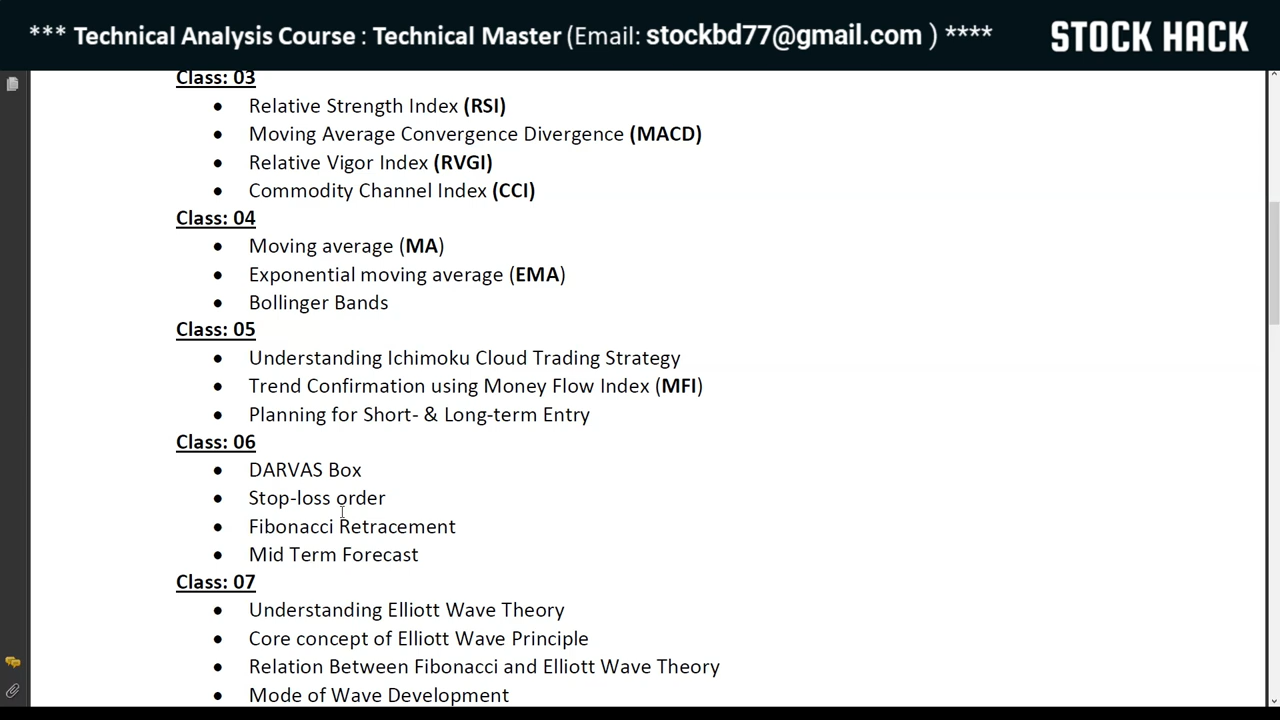 *** Technical Analysis Course : Technical Master (Email: stockbd77@gmail.com ) ****
STOCK HACK
Class: 03
• Relative Strength Index (RSI)
• Moving Average Convergence Divergence (MACD)
• Relative Vigor Index (RVGI)
• Commodity Channel Index (CCI)
Class: 04
• Moving average (MA)
• Exponential moving average (EMA)
• Bollinger Bands
Class: 05
• Understanding Ichimoku Cloud Trading Strategy
• Trend Confirmation using Money Flow Index (MFI)
• Planning for Short- & Long-term Entry
Class: 06
• DARVAS Box
• Stop-loss order
• Fibonacci Retracement
• Mid Term Forecast
Class: 07
• Understanding Elliott Wave Theory
• Core concept of Elliott Wave Principle
• Relation Between Fibonacci and Elliott Wave Theory
• Mode of Wave Development